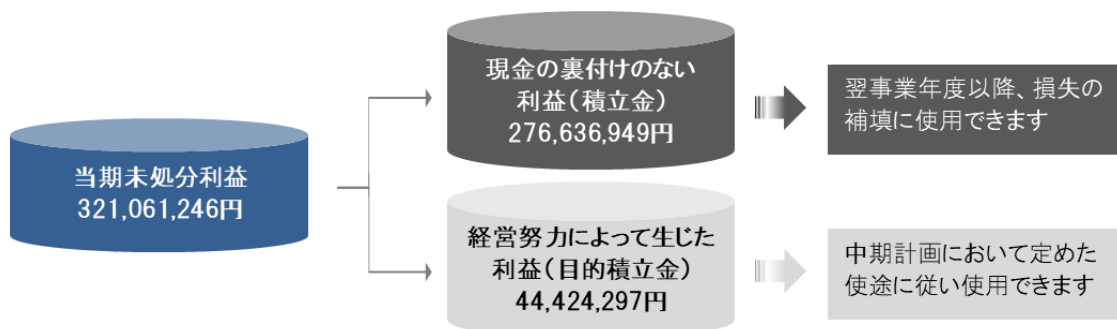 当期未処分利益
321,061,246円
現金の裏付けのない
利益(積立金)
276,636,949円
翌事業年度以降、損失の
補填に使用できます
経営努力によって生じた
利益(目的積立金)
44,424,297円
中期計画において定めた
使途に従い使用できます